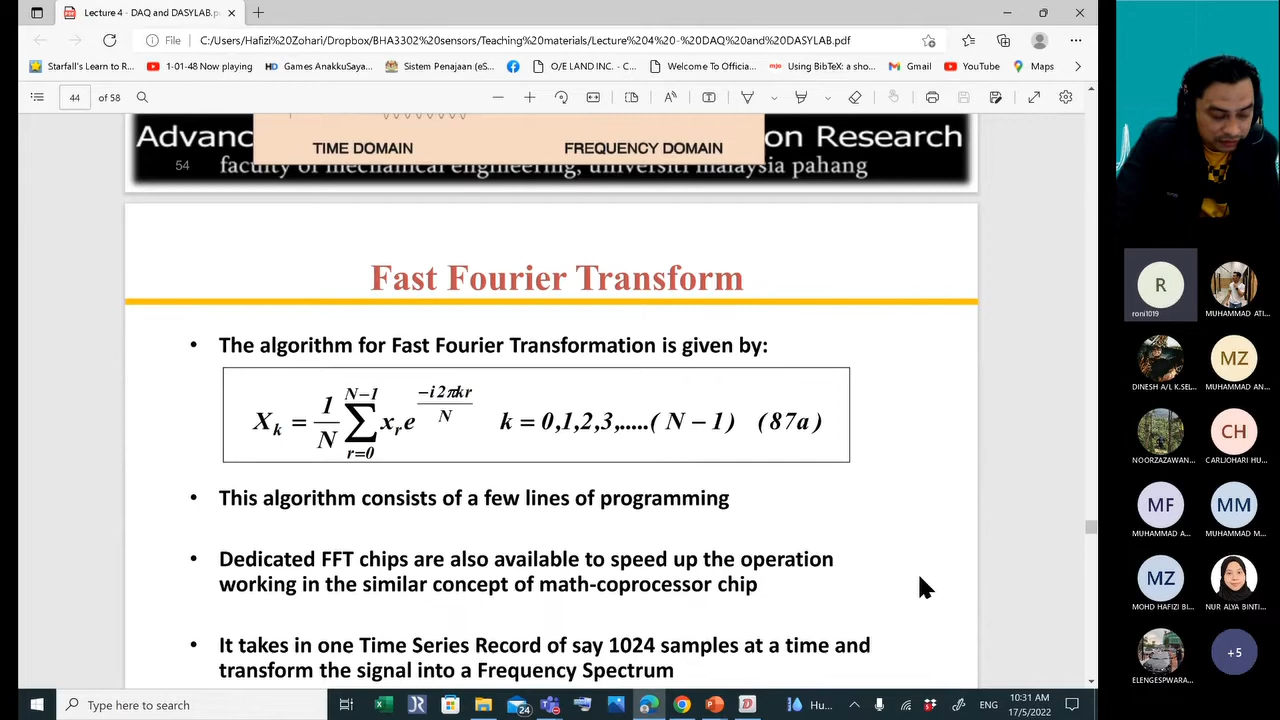 Lecture 4 - DAQ and DASYLAB.p
File
C:/Users/Hafizi%20Zohari/Dropbox/BHA3302%20sensors/Teaching%20materials/Lecture%204%20-%20DAQ%20and%20DASYLAB.pdf
Starfall's Learn to R...
1-01-48 Now playing
HD Games AnakkuSaya...
Sistem Penajaan (eS...
O/E LAND INC. - C...
Welcome To Officia...
mjo Using BibTeX: a sho...
Gmail
YouTube
Maps
44 of 58
Advanc
on Research
TIME DOMAIN
FREQUENCY DOMAIN
54
faculty of mechanical engineering, universiti malaysia pahang
Fast Fourier Transform
• The algorithm for Fast Fourier Transformation is given by:
X_k = 1/N ∑_{r=0}^{N−1} x_r e^{−i2πkr/N} k = 0,1,2,3,.....( N − 1) (87a)
• This algorithm consists of a few lines of programming
• Dedicated FFT chips are also available to speed up the operation
working in the similar concept of math-coprocessor chip
• It takes in one Time Series Record of say 1024 samples at a time and
transform the signal into a Frequency Spectrum
R
roni1019
MUHAMMAD ATI...
DINESH A/L K.SEL...
MZ
MUHAMMAD AN...
NOORZAZAWAN...
CH
CARLJOHARI HU...
MF
MUHAMMAD A...
MM
MUHAMMAD M...
MZ
MOHD HAFIZI BI...
NUR ALYA BINTI...
ELENGESPWARA...
+5
Type here to search
24
Hu...
ENG
10:31 AM
17/5/2022